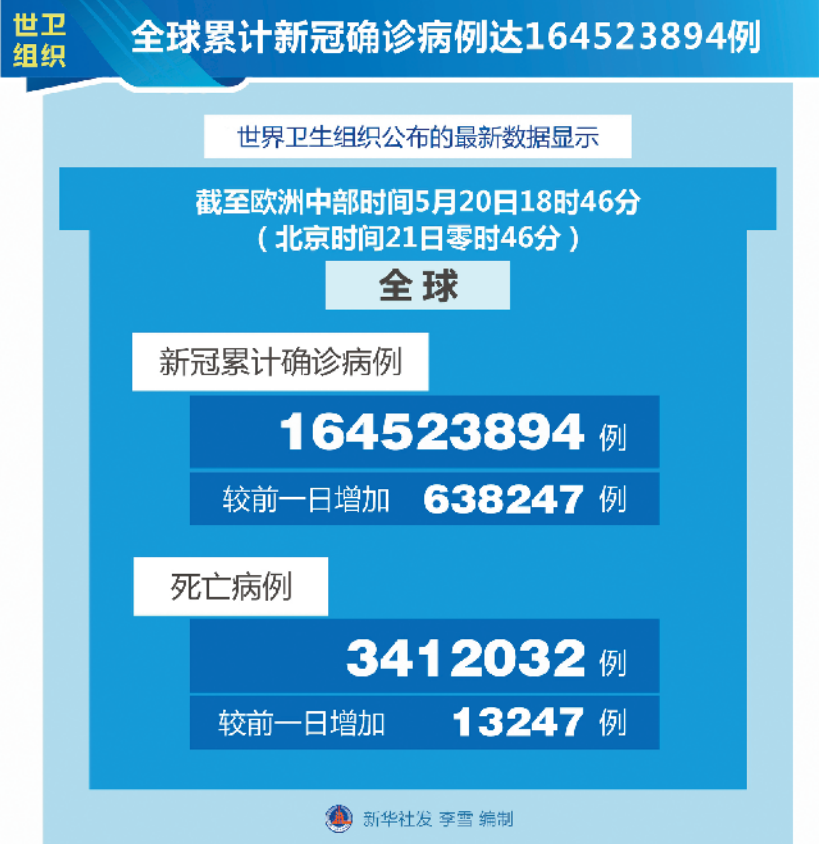 世卫
组织
全球累计新冠确诊病例达164523894例
世界卫生组织公布的最新数据显示
截至欧洲中部时间5月20日18时46分
（北京时间21日零时46分）
全球
新冠累计确诊病例
164523894 例
较前一日增加 638247 例
死亡病例
3412032 例
较前一日增加 13247 例
新华社发 李雪 编制